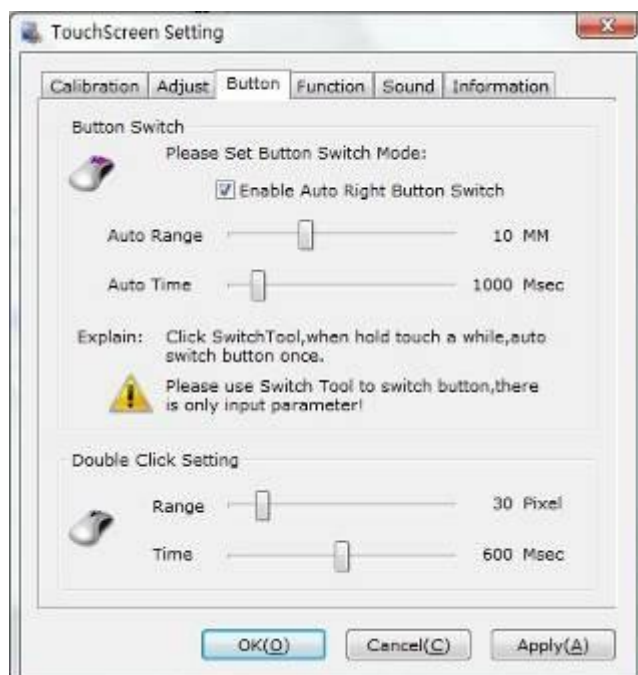 TouchScreen Setting
Calibration Adjust Button Function Sound Information
Button Switch
Please Set Button Switch Mode:
Enable Auto Right Button Switch
Auto Range 10 MM
Auto Time 1000 Msec
Explain: Click SwitchTool,when hold touch a while,auto
switch button once.
Please use Switch Tool to switch button,there
is only input parameter!
Double Click Setting
Range 30 Pixel
Time 600 Msec
OK(O) Cancel(C) Apply(A)